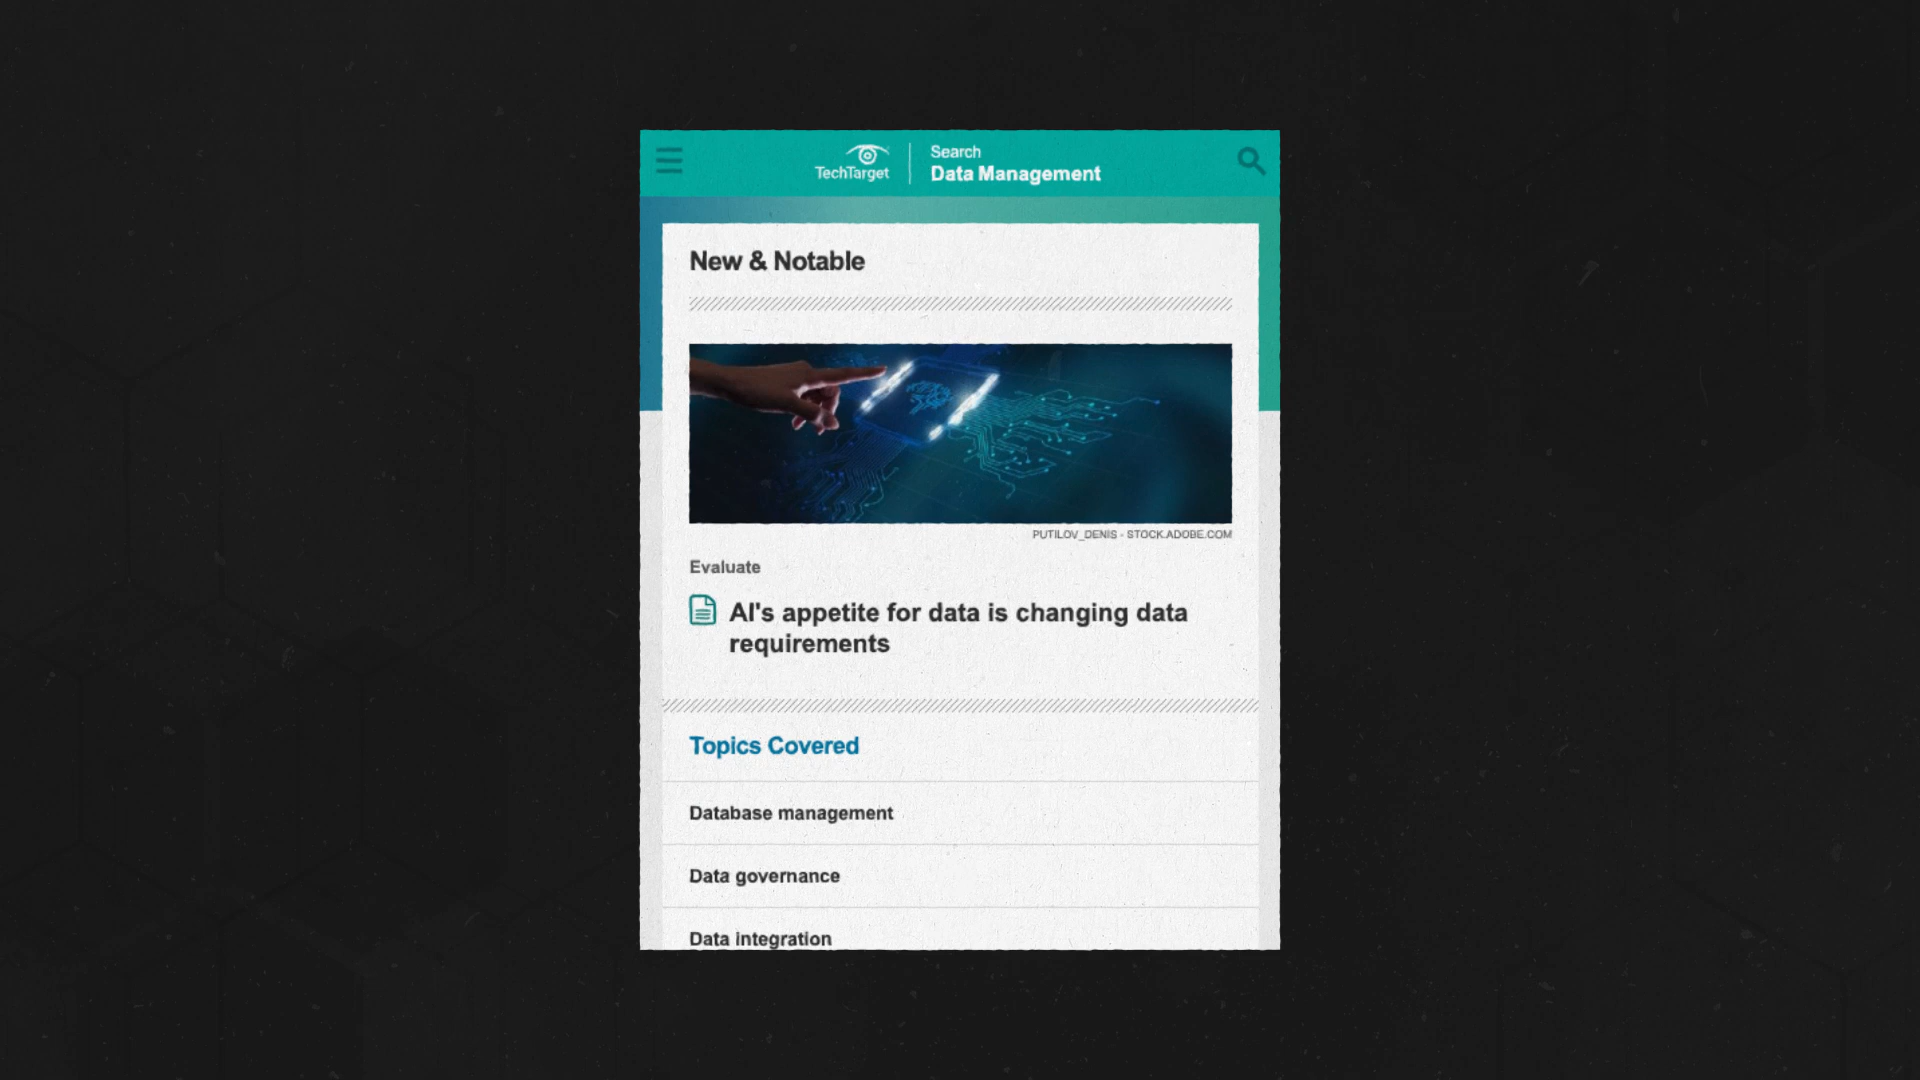 TechTarget
Search
Data Management
New & Notable
PUTILOV_DENIS - STOCK.ADOBE.COM
Evaluate
AI's appetite for data is changing data
requirements
Topics Covered
Database management
Data governance
Data integration